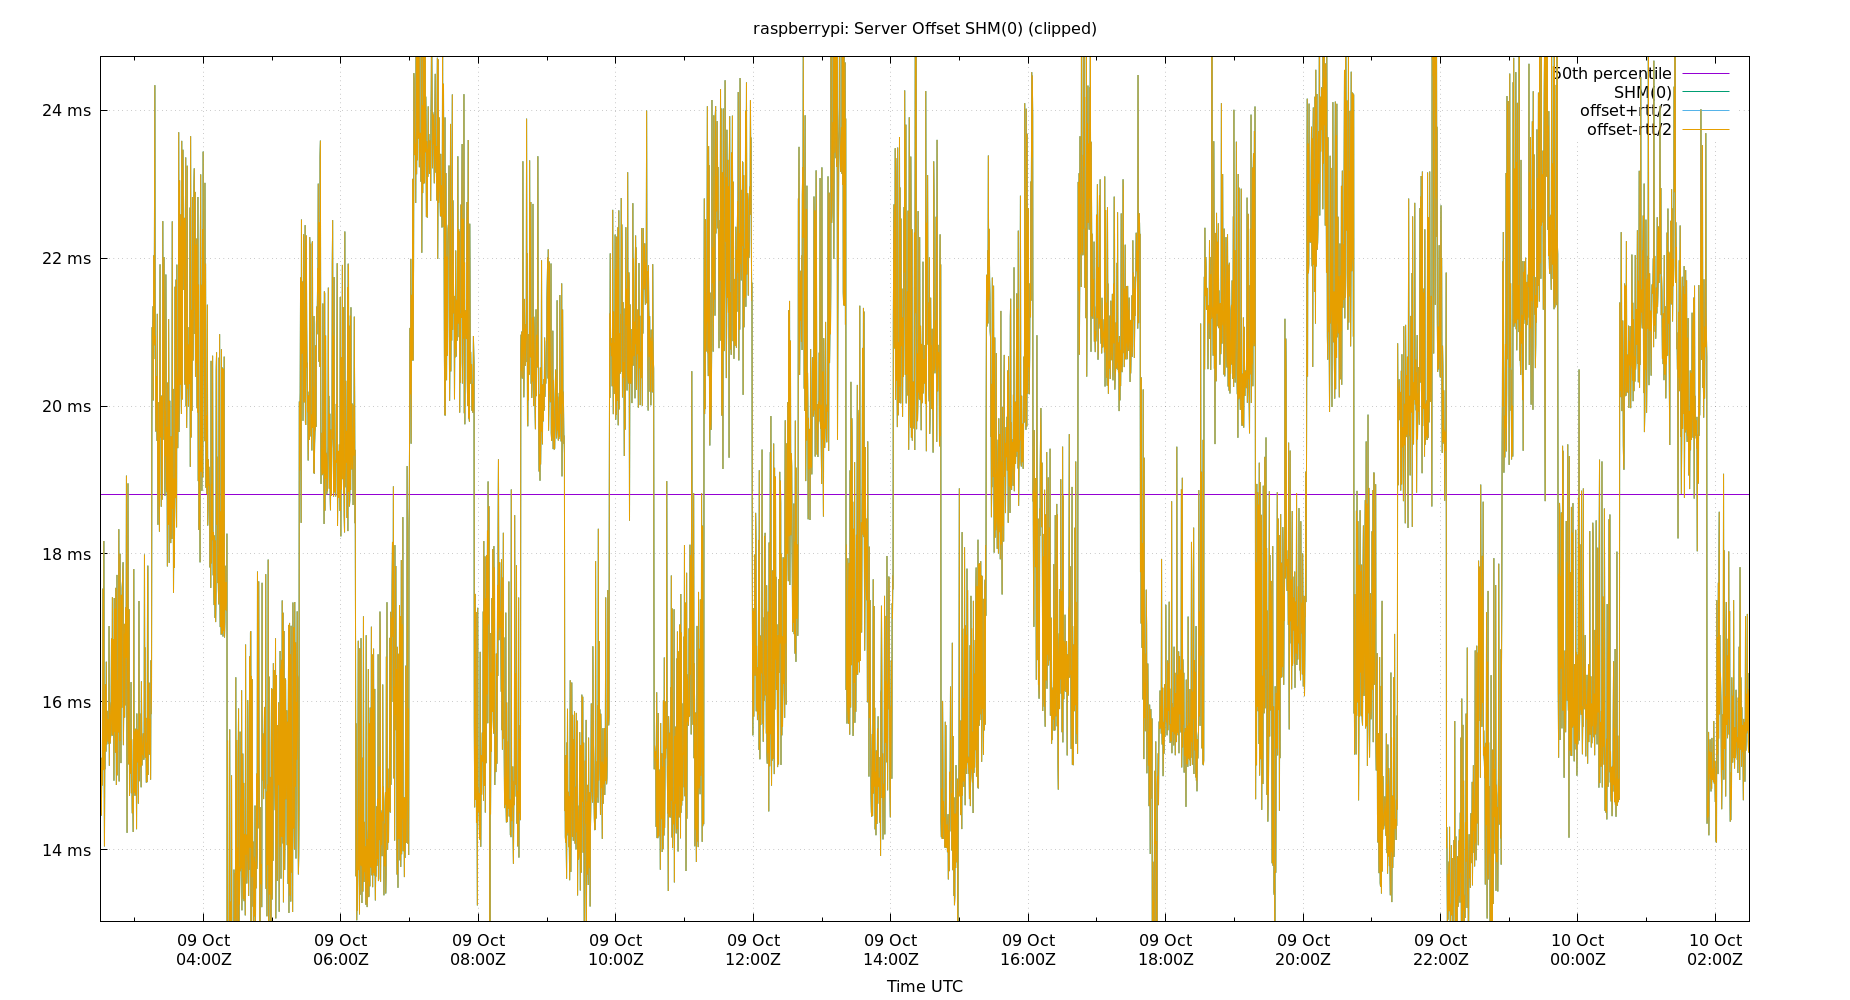 raspberrypi: Server Offset SHM(0) (clipped)
50th percentile
SHM(0)
offset+rtt/2
offset-rtt/2
24 ms
22 ms
20 ms
18 ms
16 ms
14 ms
09 Oct 09 Oct 09 Oct 09 Oct 09 Oct 09 Oct 09 Oct 09 Oct 09 Oct 09 Oct 10 Oct 10 Oct
04:00Z 06:00Z 08:00Z 10:00Z 12:00Z 14:00Z 16:00Z 18:00Z 20:00Z 22:00Z 00:00Z 02:00Z
Time UTC